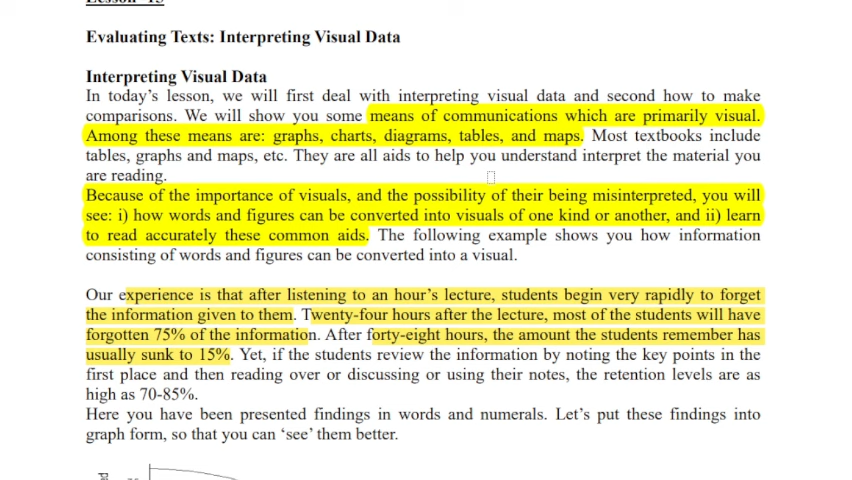 Lesson -15
Evaluating Texts: Interpreting Visual Data
Interpreting Visual Data
In today's lesson, we will first deal with interpreting visual data and second how to make
comparisons. We will show you some means of communications which are primarily visual.
Among these means are: graphs, charts, diagrams, tables, and maps. Most textbooks include
tables, graphs and maps, etc. They are all aids to help you understand interpret the material you
are reading.
Because of the importance of visuals, and the possibility of their being misinterpreted, you will
see: i) how words and figures can be converted into visuals of one kind or another, and ii) learn
to read accurately these common aids. The following example shows you how information
consisting of words and figures can be converted into a visual.
Our experience is that after listening to an hour's lecture, students begin very rapidly to forget
the information given to them. Twenty-four hours after the lecture, most of the students will have
forgotten 75% of the information. After forty-eight hours, the amount the students remember has
usually sunk to 15%. Yet, if the students review the information by noting the key points in the
first place and then reading over or discussing or using their notes, the retention levels are as
high as 70-85%.
Here you have been presented findings in words and numerals. Let's put these findings into
graph form, so that you can 'see' them better.